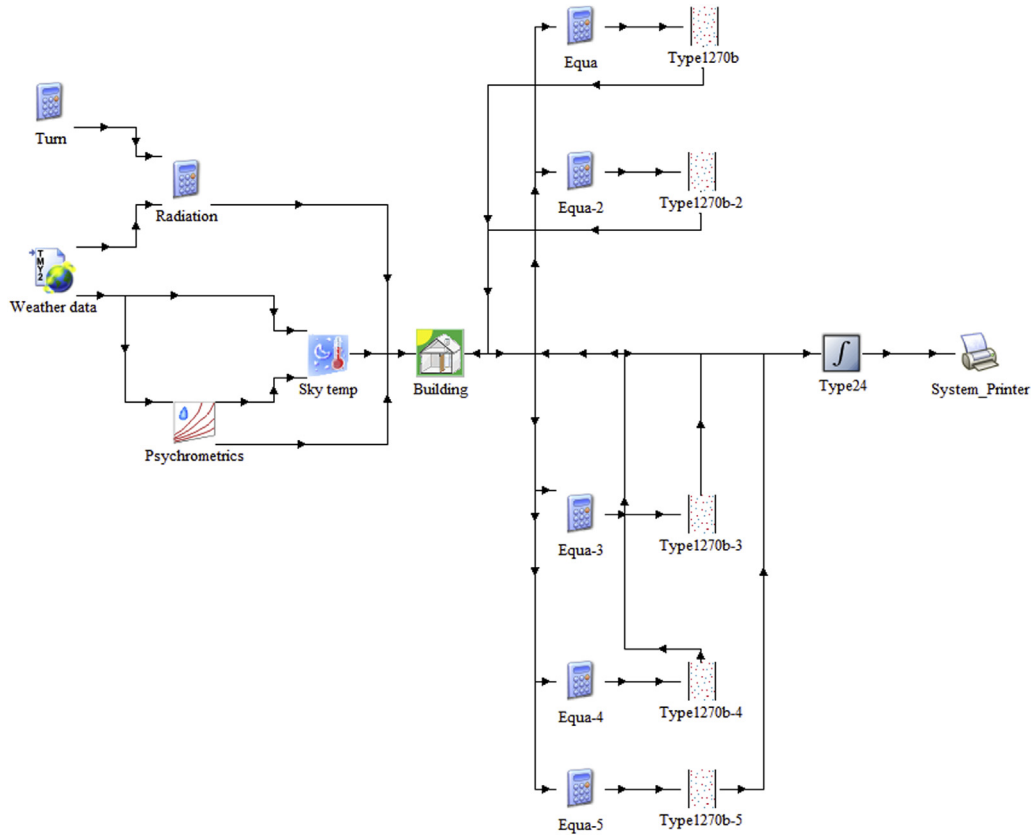 Equa
Type1270b
Turn
Radiation
Equa-2
Type1270b-2
TMY2
Weather data
Sky temp
Building
Type24
System_Printer
Psychrometrics
Equa-3
Type1270b-3
Equa-4
Type1270b-4
Equa-5
Type1270b-5